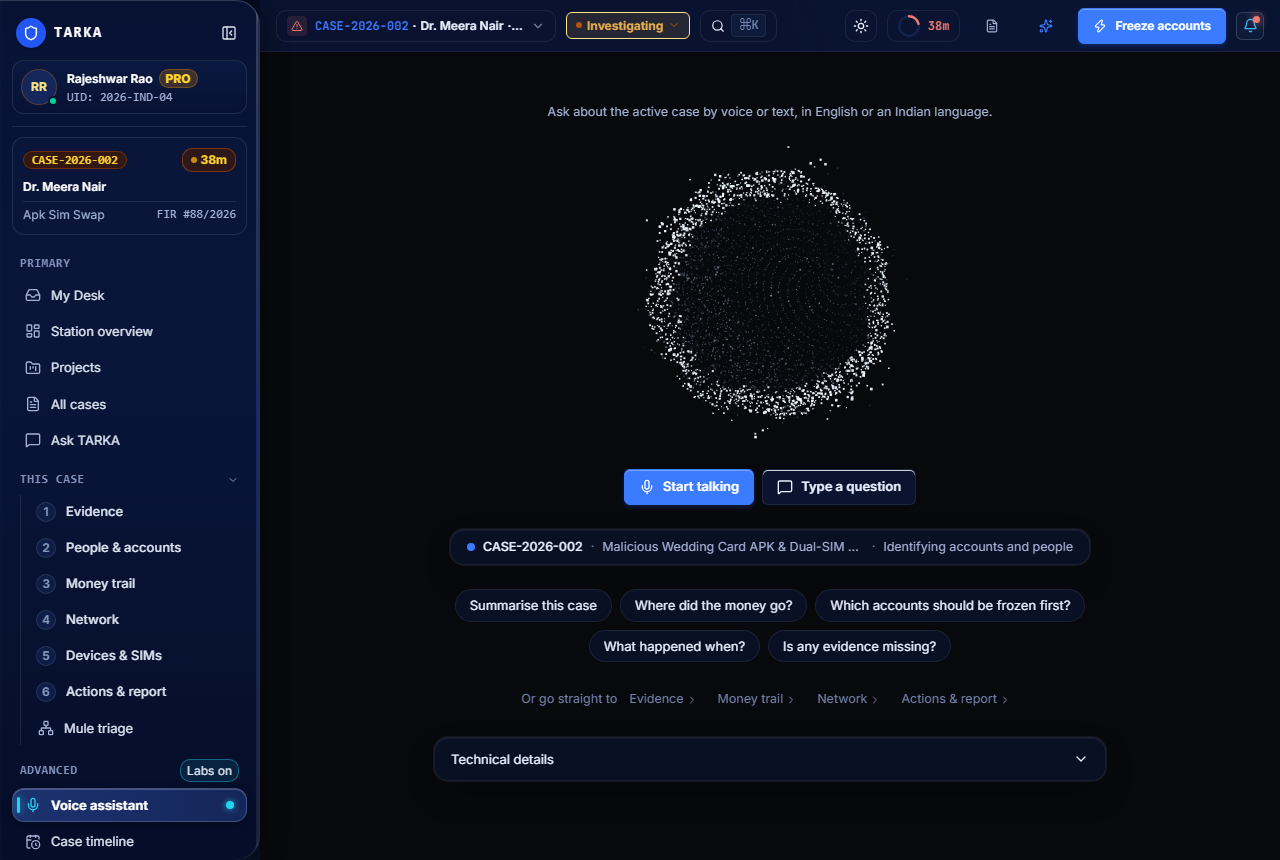 TARKA
RR
Rajeshwar Rao PRO
UID: 2026-IND-04
CASE-2026-002
38m
Dr. Meera Nair
Apk Sim Swap
FIR #88/2026
PRIMARY
My Desk
Station overview
Projects
All cases
Ask TARKA
THIS CASE
1 Evidence
2 People & accounts
3 Money trail
4 Network
5 Devices & SIMs
6 Actions & report
Mule triage
ADVANCED
Labs on
Voice assistant
Case timeline
CASE-2026-002 · Dr. Meera Nair ·...
Investigating
⌘K
38m
Freeze accounts
Ask about the active case by voice or text, in English or an Indian language.
Start talking
Type a question
CASE-2026-002 · Malicious Wedding Card APK & Dual-SIM ... · Identifying accounts and people
Summarise this case
Where did the money go?
Which accounts should be frozen first?
What happened when?
Is any evidence missing?
Or go straight to Evidence › Money trail › Network › Actions & report ›
Technical details